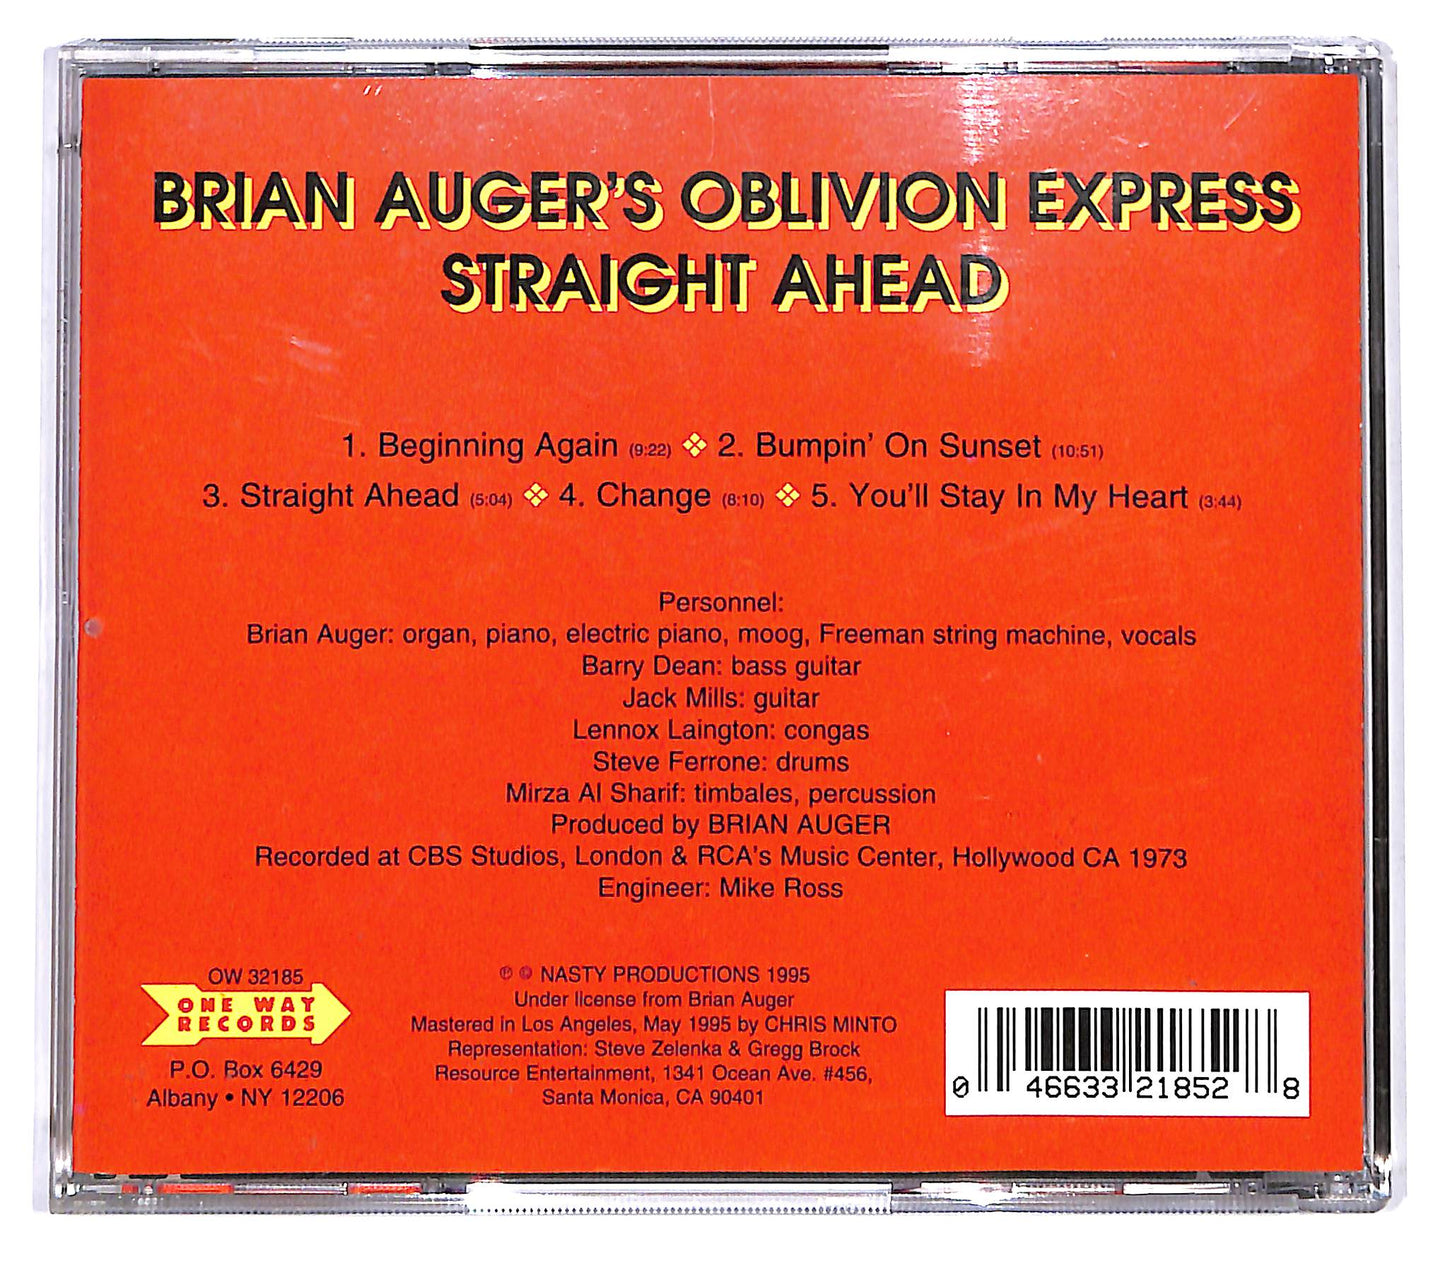 BRIAN AUGER'S OBLIVION EXPRESS
STRAIGHT AHEAD
1. Beginning Again (9:22) ❖ 2. Bumpin' On Sunset (10:51)
3. Straight Ahead (5:04) ❖ 4. Change (8:10) ❖ 5. You'll Stay In My Heart (3:44)
Personnel:
Brian Auger: organ, piano, electric piano, moog, Freeman string machine, vocals
Barry Dean: bass guitar
Jack Mills: guitar
Lennox Laington: congas
Steve Ferrone: drums
Mirza Al Sharif: timbales, percussion
Produced by BRIAN AUGER
Recorded at CBS Studios, London & RCA's Music Center, Hollywood CA 1973
Engineer: Mike Ross
OW 32185
ONE WAY
RECORDS
P.O. Box 6429
Albany • NY 12206
℗ © NASTY PRODUCTIONS 1995
Under license from Brian Auger
Mastered in Los Angeles, May 1995 by CHRIS MINTO
Representation: Steve Zelenka & Gregg Brock
Resource Entertainment, 1341 Ocean Ave. #456,
Santa Monica, CA 90401
0 46633 21852 8